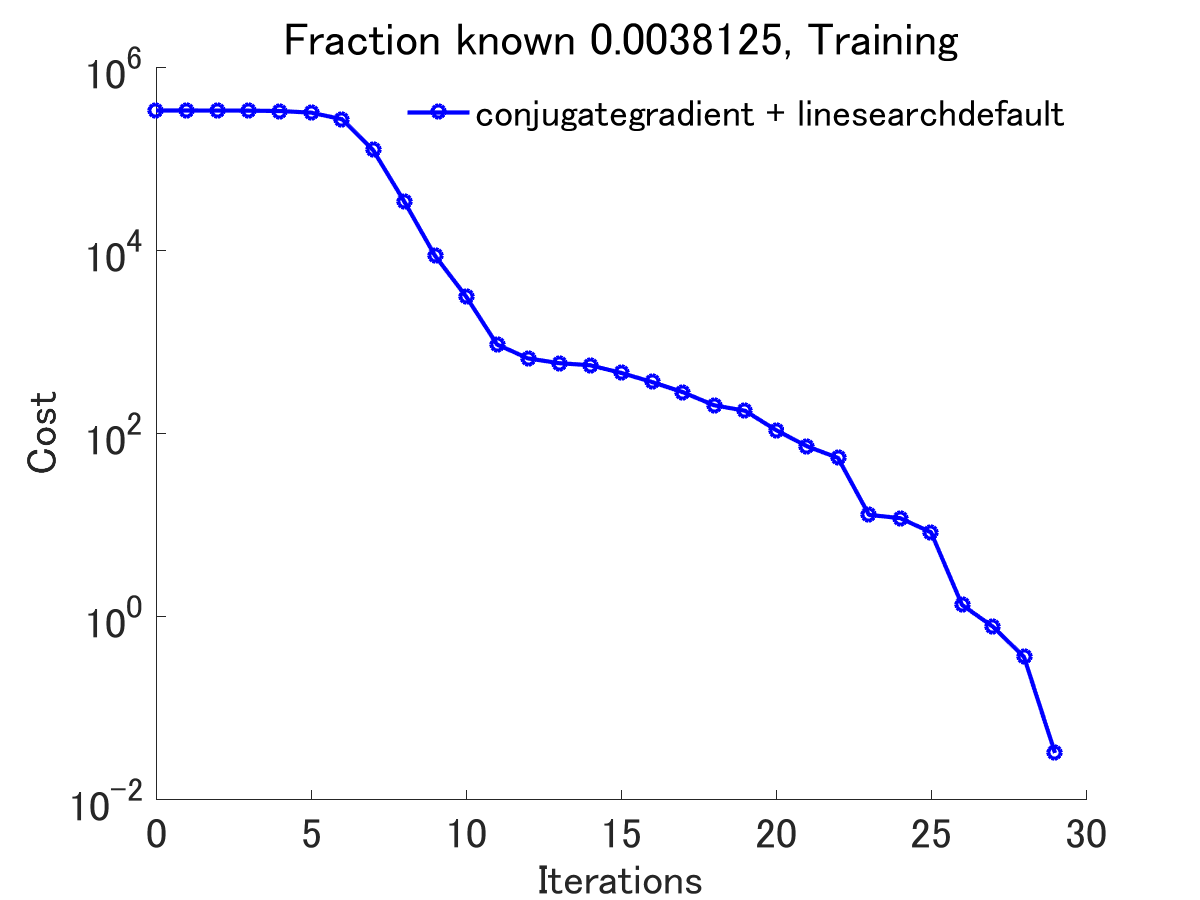 Fraction known 0.0038125, Training
conjugategradient + linesearchdefault
10^6
10^4
10^2
10^0
10^-2
Cost
0 5 10 15 20 25 30
Iterations